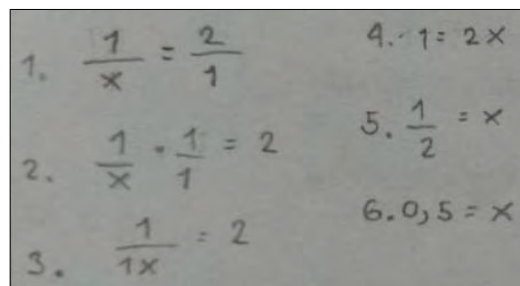 1. 1/x = 2/1
2. 1/x · 1/1 = 2
3. 1/1x = 2
4. 1 = 2x
5. 1/2 = x
6. 0,5 = x